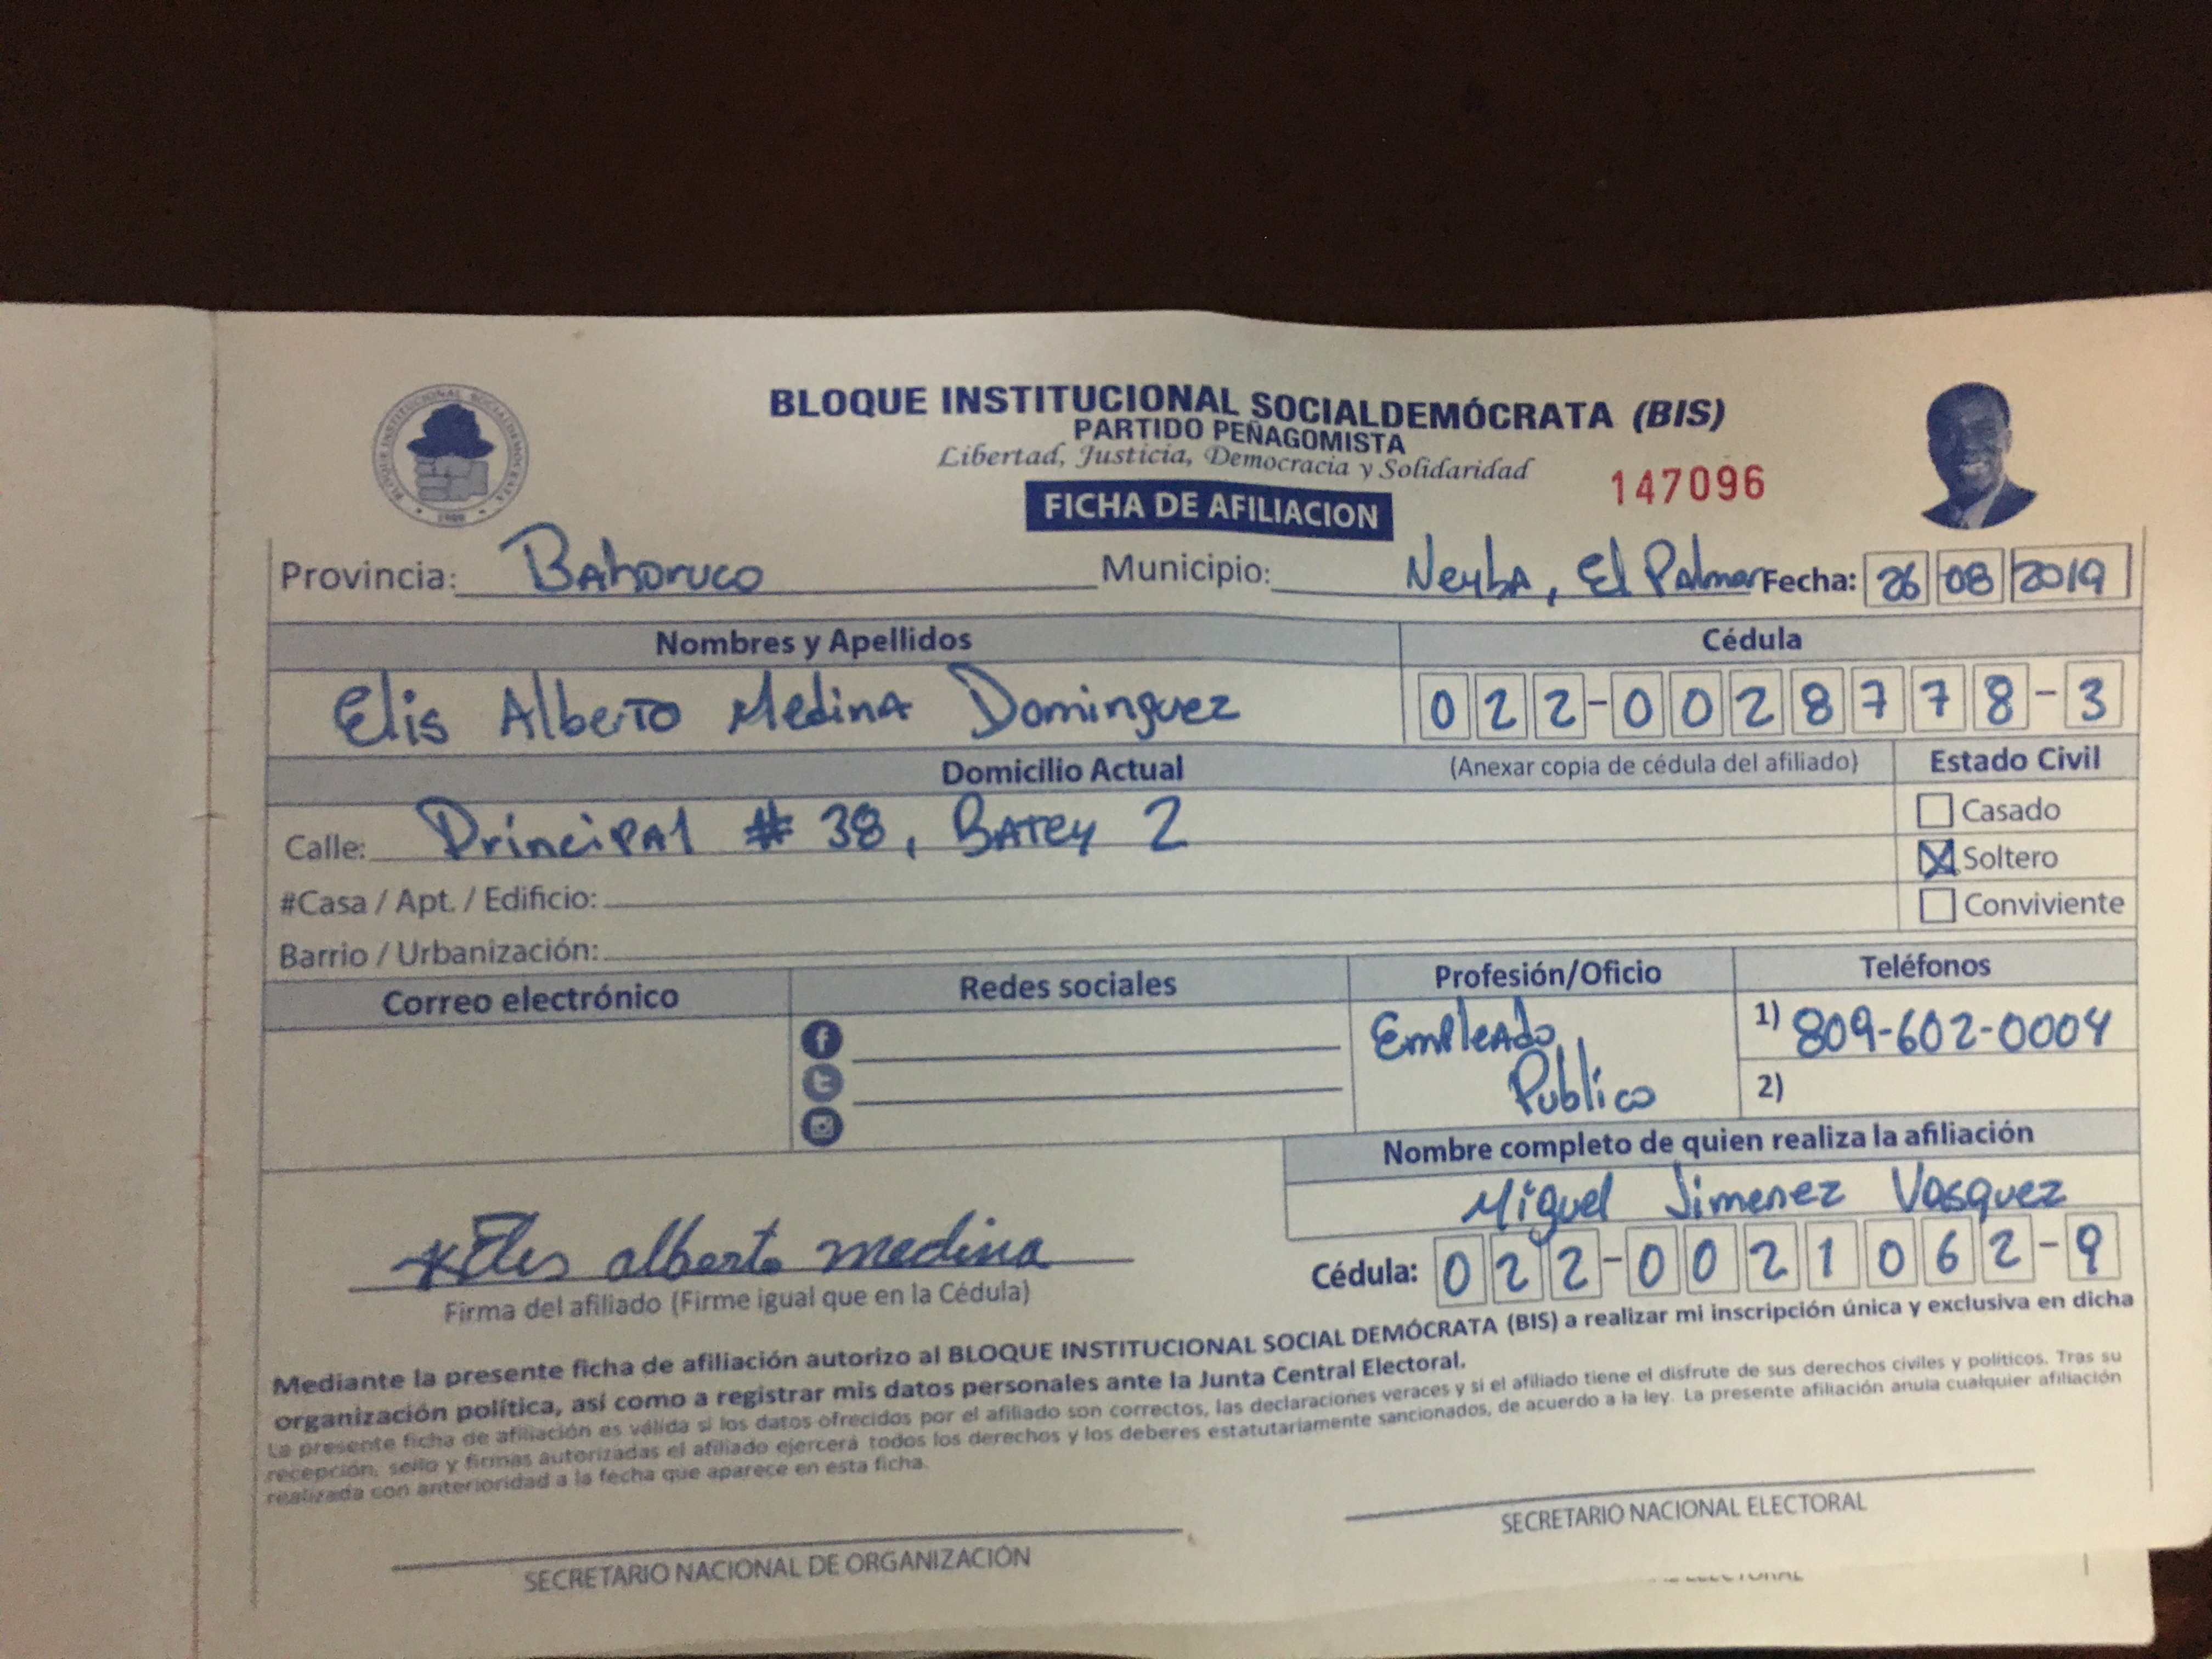 BLOQUE INSTITUCIONAL SOCIALDEMÓCRATA
1989
BLOQUE INSTITUCIONAL SOCIALDEMÓCRATA (BIS)
PARTIDO PEÑAGOMISTA
Libertad, Justicia, Democracia y Solidaridad
147096
FICHA DE AFILIACION
Provincia: Bahoruco Municipio: Neyba, El Palmar Fecha: 26 08 2019
Nombres y Apellidos Cédula
Elis Alberto Medina Dominguez 022-0028778-3
Domicilio Actual (Anexar copia de cédula del afiliado) Estado Civil
Casado
Calle: Principal # 38, Batey 2
Soltero
#Casa / Apt. / Edificio:
Conviviente
Barrio / Urbanización:
Correo electrónico Redes sociales Profesión/Oficio Teléfonos
Empleado 1) 809-602-0004
Publico 2)
Nombre completo de quien realiza la afiliación
Miguel Jimenez Vasquez
Elis alberto medina
Cédula: 022-0021062-9
Firma del afiliado (Firme igual que en la Cédula)
Mediante la presente ficha de afiliación autorizo al BLOQUE INSTITUCIONAL SOCIAL DEMÓCRATA (BIS) a realizar mi inscripción única y exclusiva en dicha
organización política, así como a registrar mis datos personales ante la Junta Central Electoral.
La presente ficha de afiliación es válida si los datos ofrecidos por el afiliado son correctos, las declaraciones veraces y si el afiliado tiene el disfrute de sus derechos civiles y políticos. Tras su
recepción, sello y firmas autorizadas el afiliado ejercerá todos los derechos y los deberes estatutariamente sancionados, de acuerdo a la ley. La presente afiliación anula cualquier afiliación
realizada con anterioridad a la fecha que aparece en esta ficha.
SECRETARIO NACIONAL DE ORGANIZACIÓN
SECRETARIO NACIONAL ELECTORAL